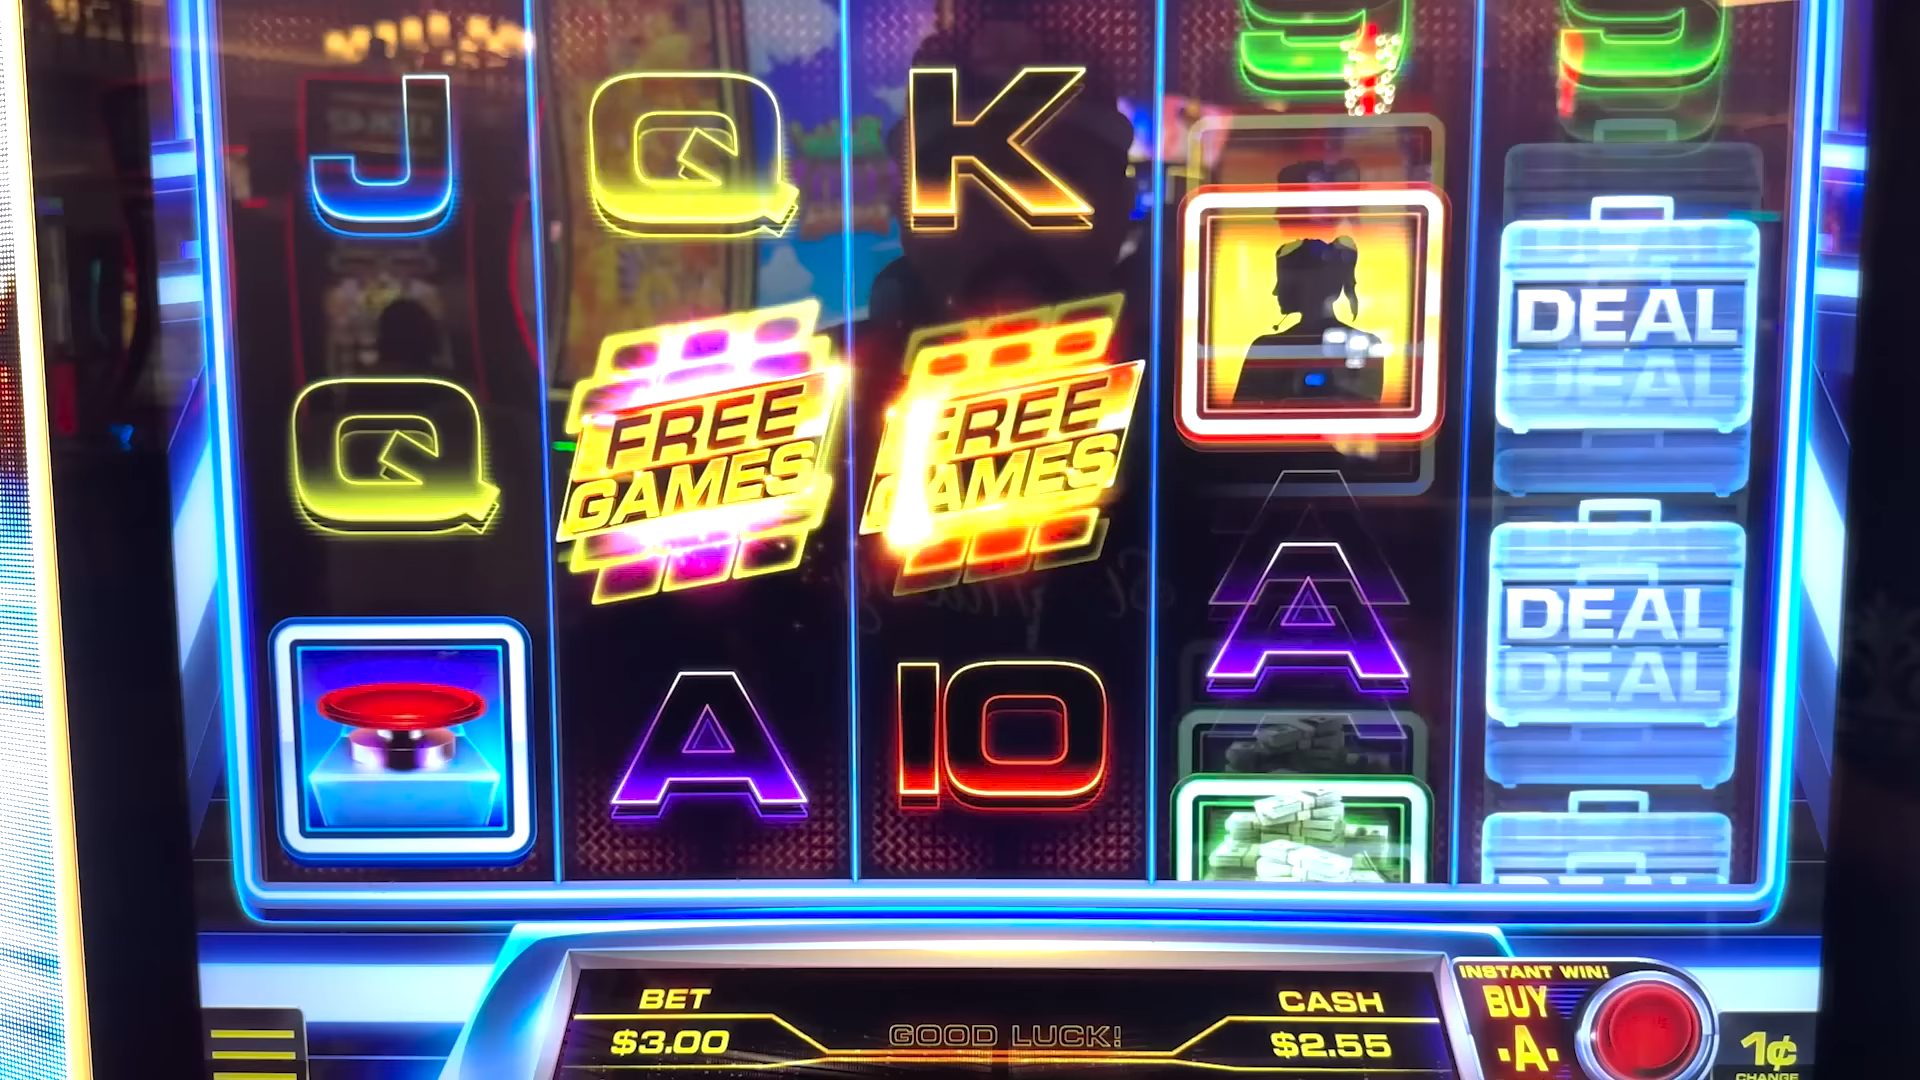 J Q K
DEAL
DEAL
Q FREE GAMES FREE GAMES
A
DEAL
DEAL
A 10
BET
$3.00
GOOD LUCK!
CASH
$2.55
INSTANT WIN!
BUY
-A-
1¢
CHANGE